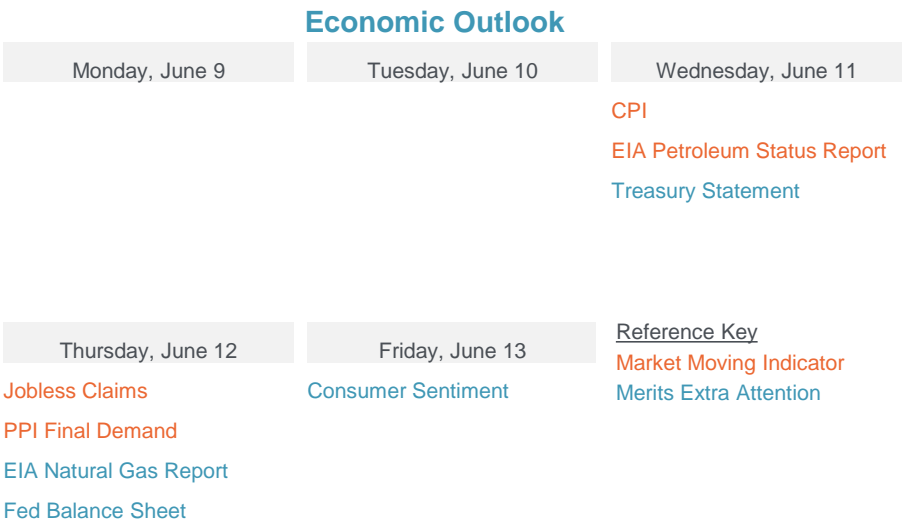 Economic Outlook
Monday, June 9
Tuesday, June 10
Wednesday, June 11
CPI
EIA Petroleum Status Report
Treasury Statement
Thursday, June 12
Jobless Claims
PPI Final Demand
EIA Natural Gas Report
Fed Balance Sheet
Friday, June 13
Consumer Sentiment
Reference Key
Market Moving Indicator
Merits Extra Attention